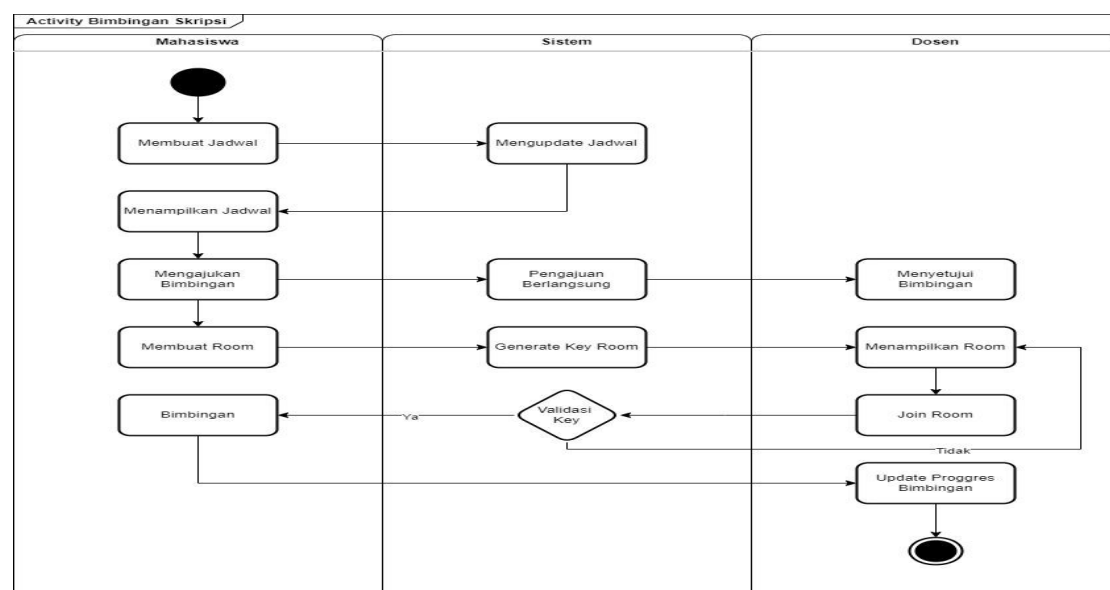 Activity Bimbingan Skripsi
Mahasiswa
Sistem
Dosen
Membuat Jadwal
Mengupdate Jadwal
Menampilkan Jadwal
Mengajukan
Bimbingan
Pengajuan
Berlangsung
Menyetujui
Bimbingan
Membuat Room
Generate Key Room
Menampilkan Room
Bimbingan
Ya
Validasi
Key
Join Room
Tidak
Update Proggres
Bimbingan